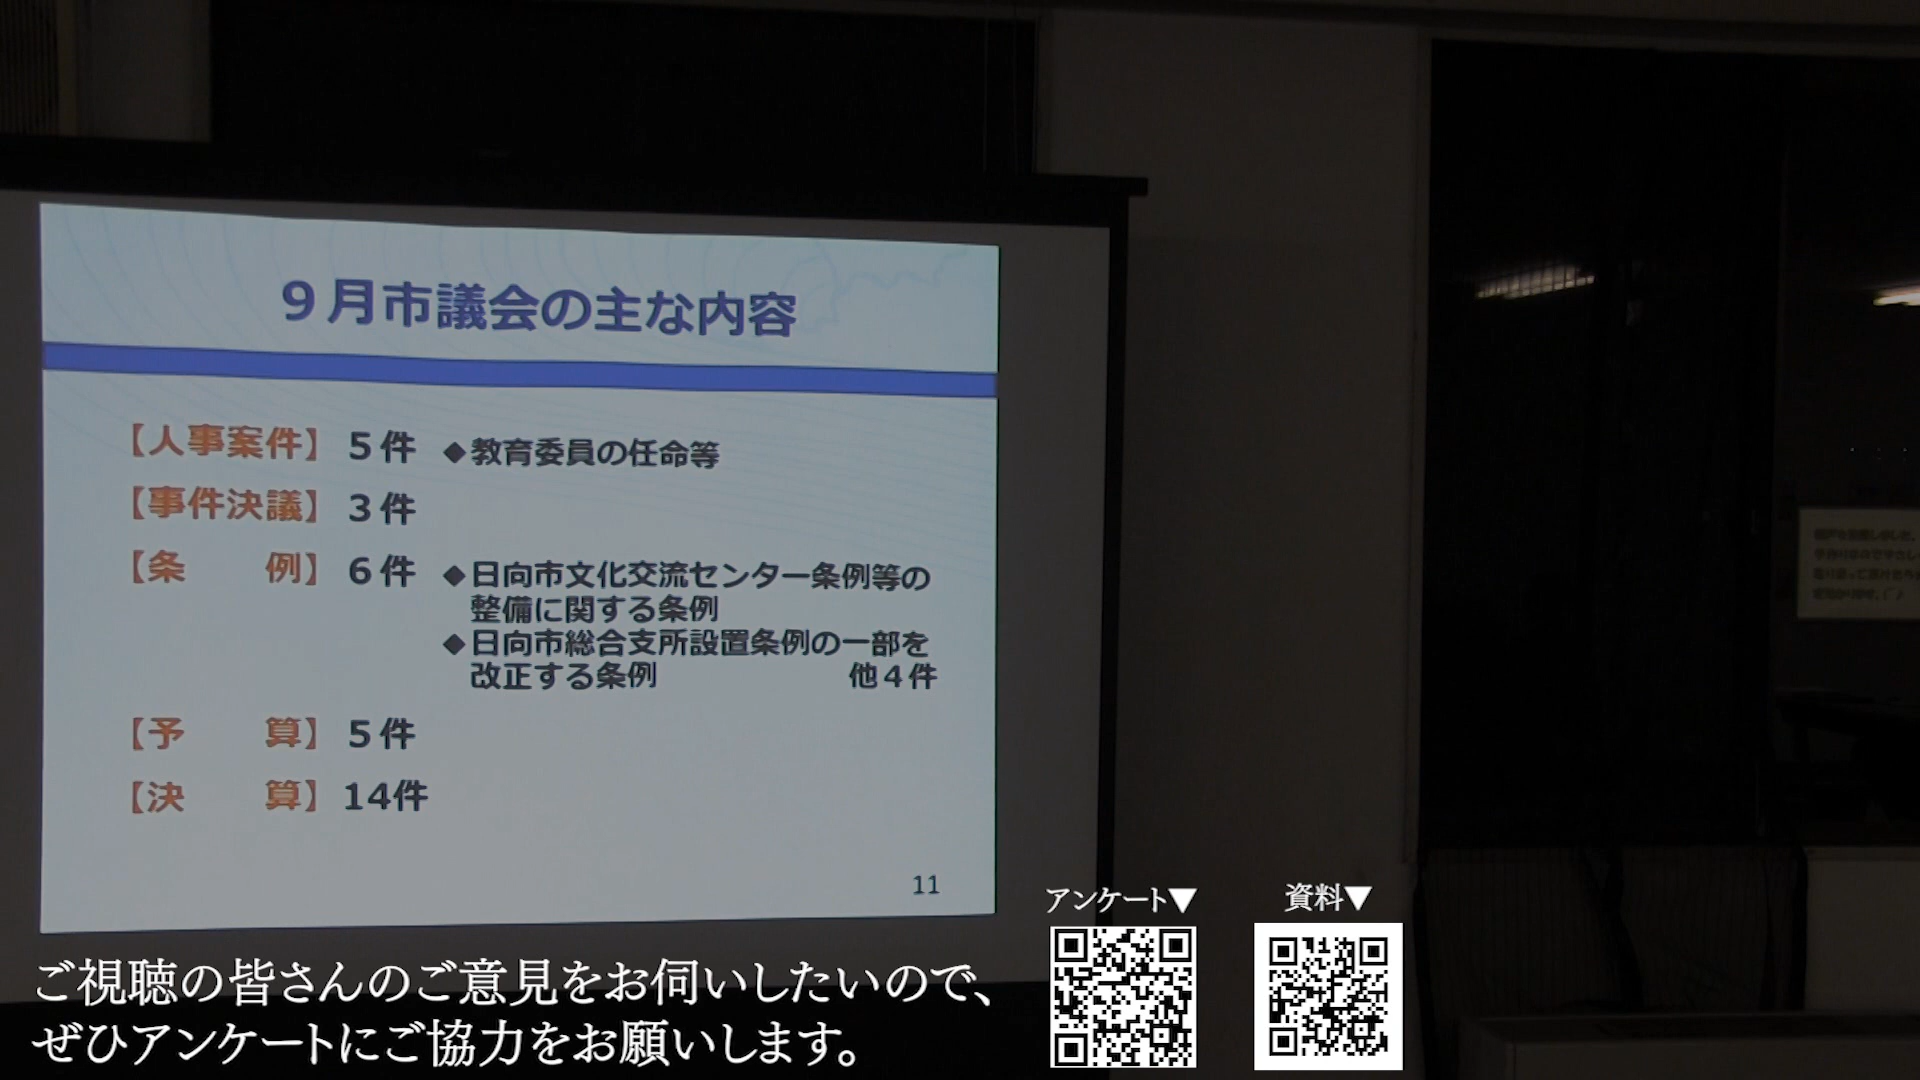 ９月市議会の主な内容
【人事案件】５件 ◆教育委員の任命等
【事件決議】３件
【条　　例】６件 ◆日向市文化交流センター条例等の
整備に関する条例
◆日向市総合支所設置条例の一部を
改正する条例　他４件
【予　　算】５件
【決　　算】14件
11
アンケート▼
資料▼
ご視聴の皆さんのご意見をお伺いしたいので、
ぜひアンケートにご協力をお願いします。